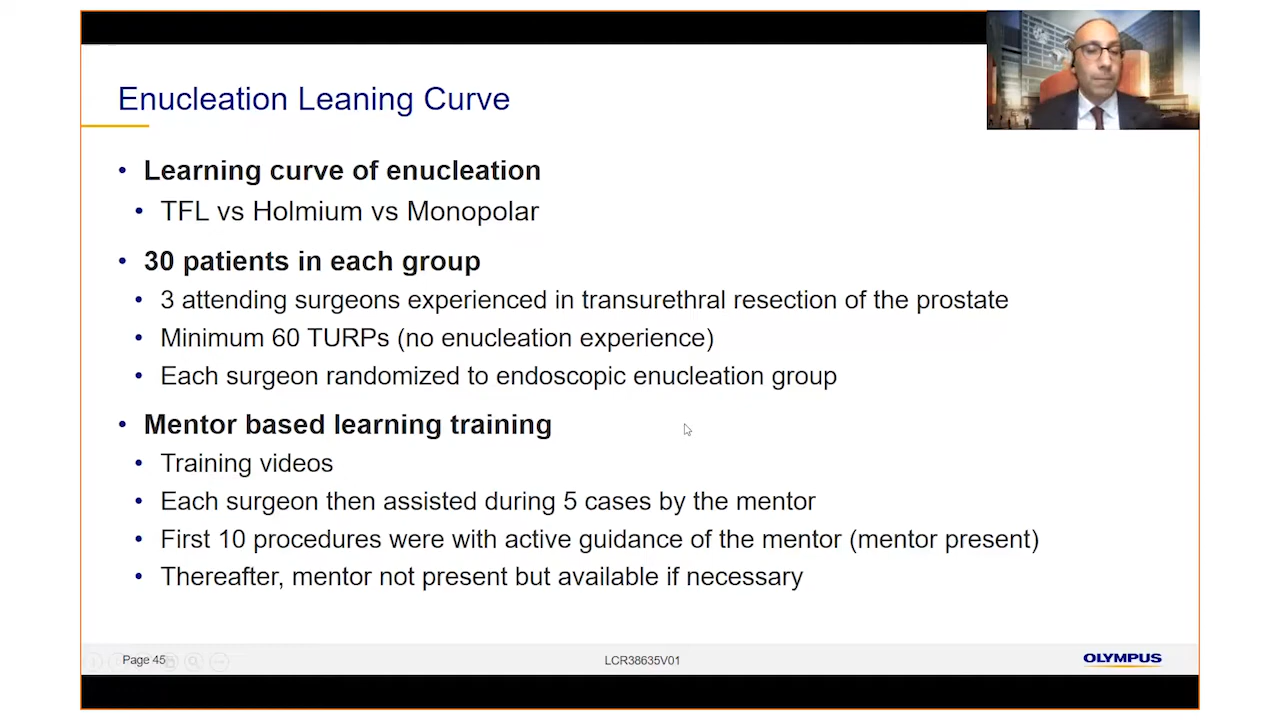 Enucleation Leaning Curve
• Learning curve of enucleation
• TFL vs Holmium vs Monopolar
• 30 patients in each group
• 3 attending surgeons experienced in transurethral resection of the prostate
• Minimum 60 TURPs (no enucleation experience)
• Each surgeon randomized to endoscopic enucleation group
• Mentor based learning training
• Training videos
• Each surgeon then assisted during 5 cases by the mentor
• First 10 procedures were with active guidance of the mentor (mentor present)
• Thereafter, mentor not present but available if necessary
Page 45
LCR38635V01
OLYMPUS